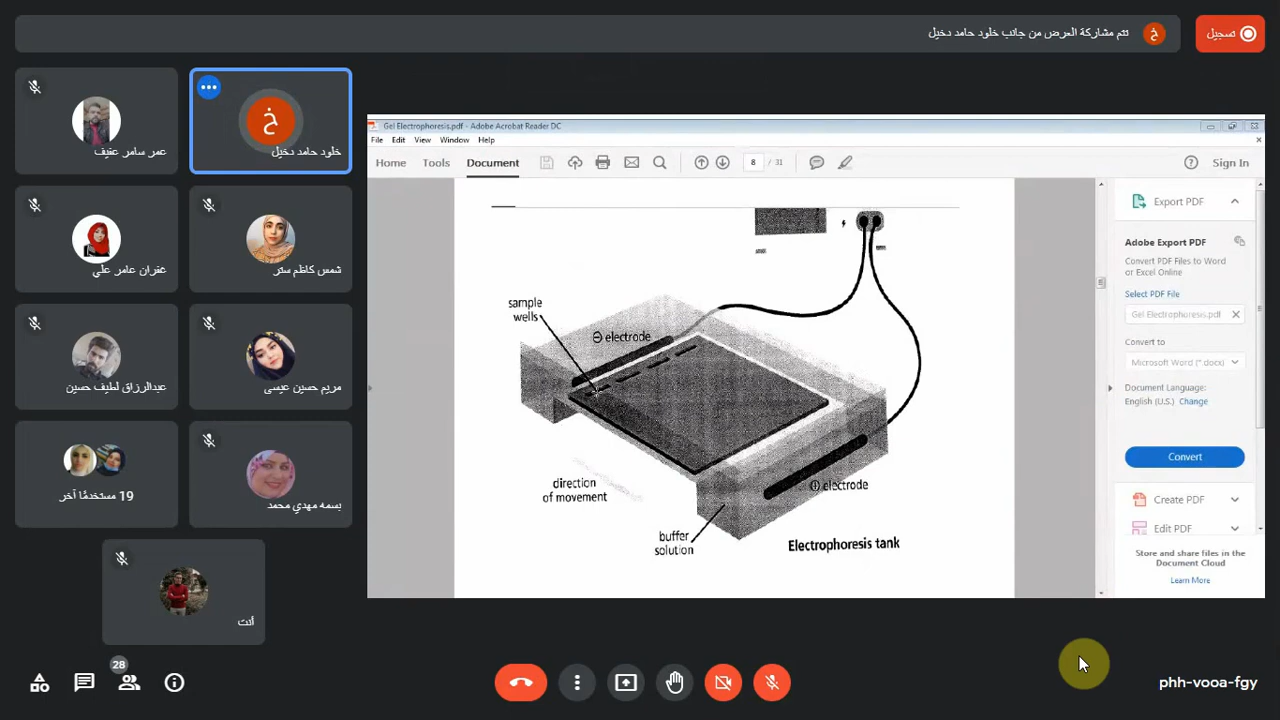 تتم مشاركة العرض من جانب خلود حامد دخيل
خ
تسجيل
عمر سامر عنيف
خ
خلود حامد دخيل
غفران عامر علي
شمس كاظم ستر
عبدالرزاق لطيف حسين
مريم حسين عيسى
19 مستخدمًا آخر
بسمه مهدي محمد
أنت
Gel Electrophoresis.pdf - Adobe Acrobat Reader DC
File Edit View Window Help
Home Tools Document 8 / 31 Sign In
sample
wells
⊖ electrode
direction
of movement
⊕ electrode
buffer
solution
Electrophoresis tank
Export PDF
Adobe Export PDF
Convert PDF Files to Word
or Excel Online
Select PDF File
Gel Electrophoresis.pdf
Convert to
Microsoft Word (*.docx)
Document Language:
English (U.S.) Change
Convert
Create PDF
Edit PDF
Store and share files in the
Document Cloud
Learn More
28
phh-vooa-fgy